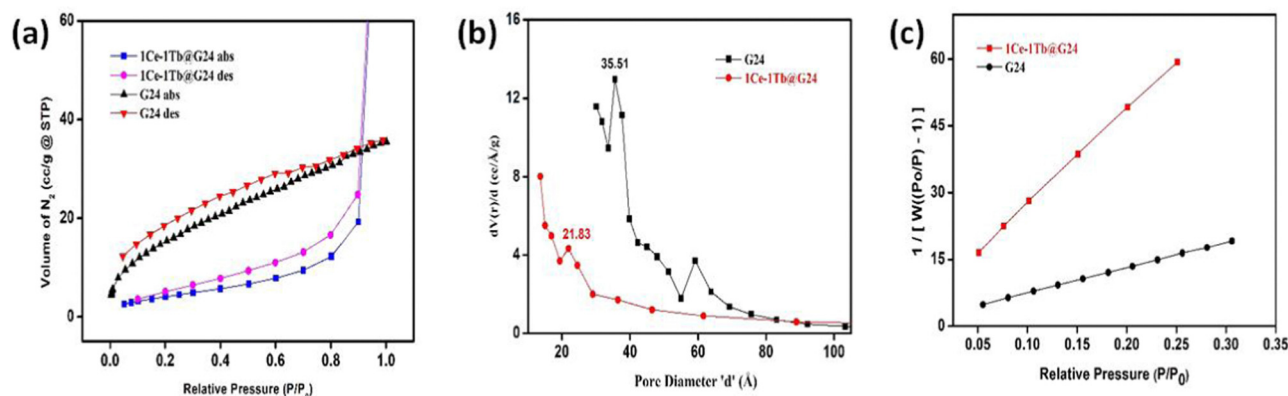 (a)
60
40
20
0
Volume of N2 (cc/g @ STP)
1Ce-1Tb@G24 abs
1Ce-1Tb@G24 des
G24 abs
G24 des
0.0 0.2 0.4 0.6 0.8 1.0
Relative Pressure (P/Po)
(b)
16
12
8
4
0
dV(r)/d (cc/Å/g)
35.51
21.83
G24
1Ce-1Tb@G24
20 40 60 80 100
Pore Diameter 'd' (Å)
(c)
60
45
30
15
0
1 / [ W((Po/P) - 1) ]
1Ce-1Tb@G24
G24
0.05 0.10 0.15 0.20 0.25 0.30 0.35
Relative Pressure (P/P0)